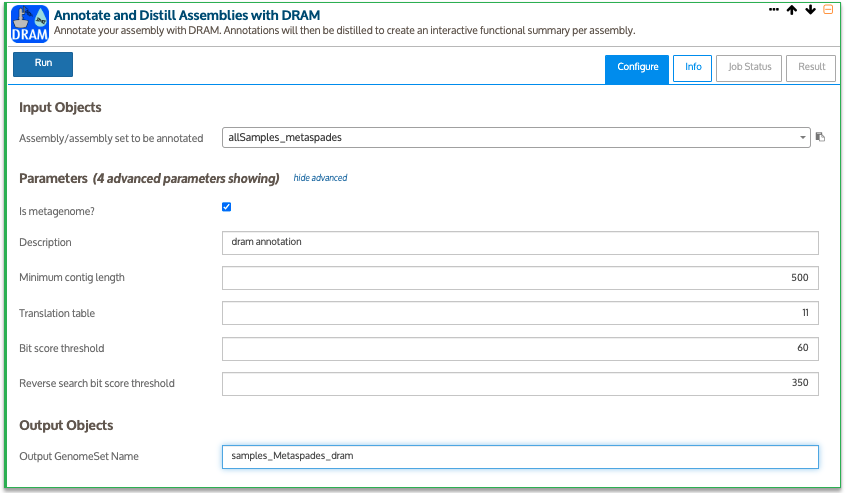 DRAM
Annotate and Distill Assemblies with DRAM
Annotate your assembly with DRAM. Annotations will then be distilled to create an interactive functional summary per assembly.
Run
Configure
Info
Job Status
Result
Input Objects
Assembly/assembly set to be annotated
allSamples_metaspades
Parameters (4 advanced parameters showing) hide advanced
Is metagenome?
Description
dram annotation
Minimum contig length
500
Translation table
11
Bit score threshold
60
Reverse search bit score threshold
350
Output Objects
Output GenomeSet Name
samples_Metaspades_dram